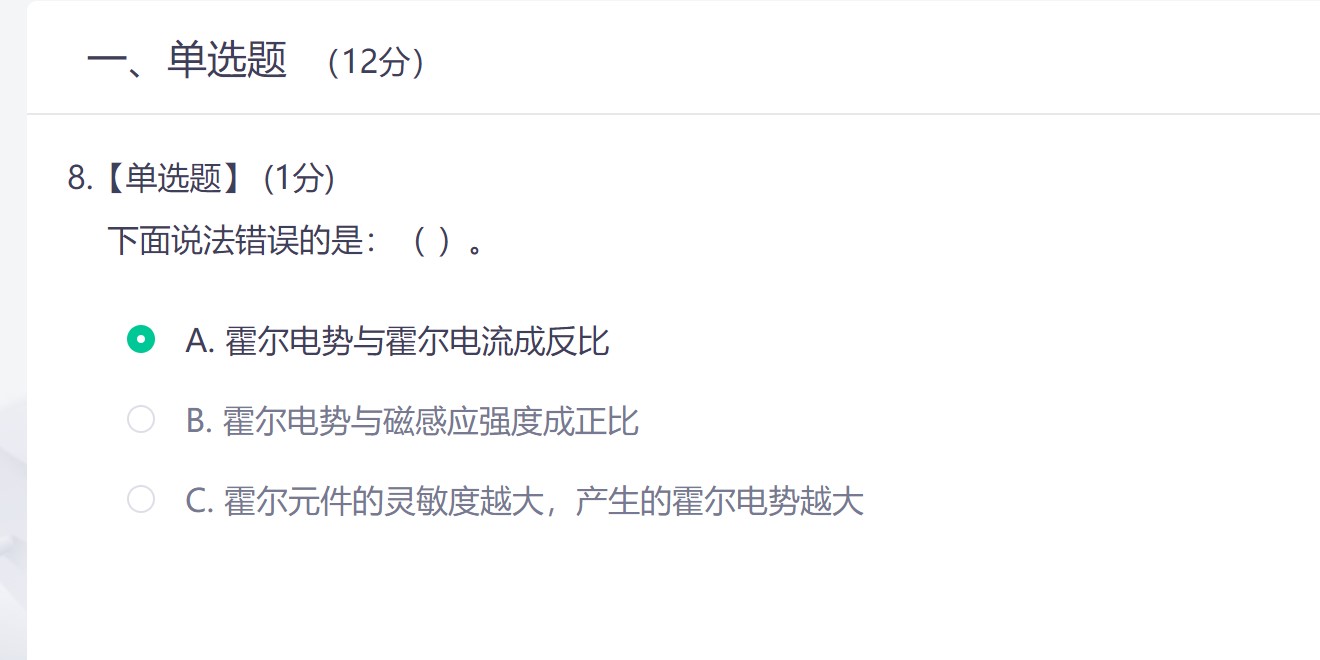 一、单选题 （12分）
8.【单选题】 (1分)
下面说法错误的是： （ ）。
A. 霍尔电势与霍尔电流成反比
B. 霍尔电势与磁感应强度成正比
C. 霍尔元件的灵敏度越大，产生的霍尔电势越大